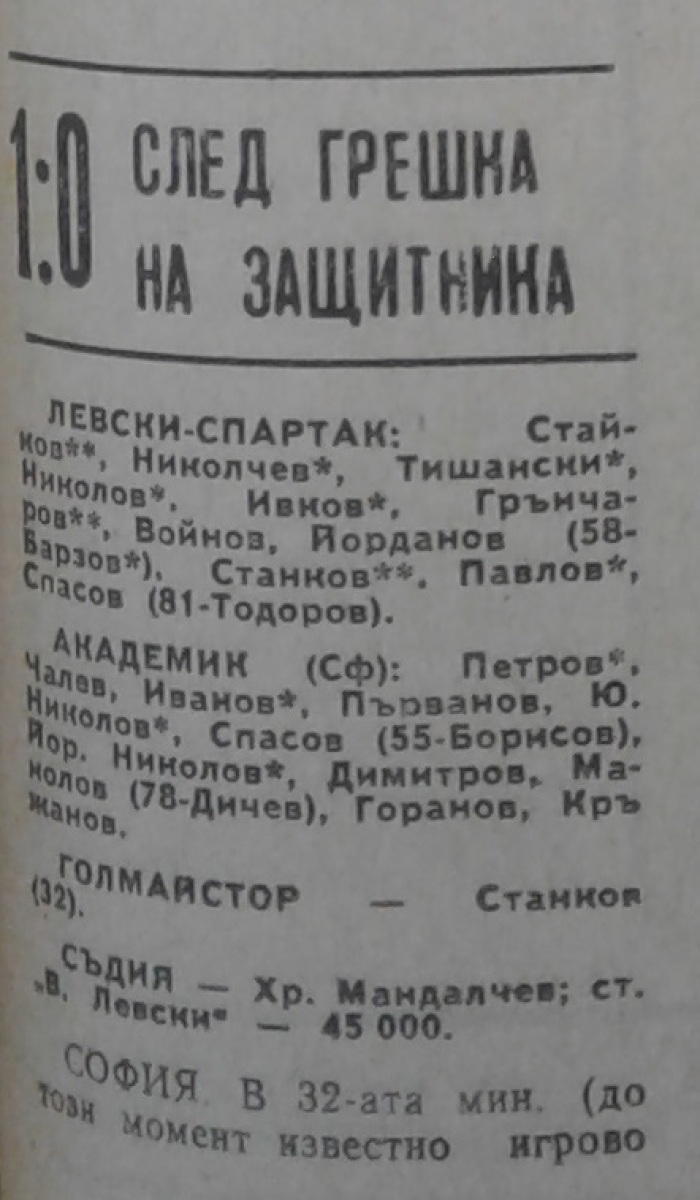 1:0 СЛЕД ГРЕШКА
НА ЗАЩИТНИКА
ЛЕВСКИ-СПАРТАК: Стай-
ков**, Николчев*, Тишански*,
Николов*, Ивков*, Грънча-
ров**, Войнов, Йорданов (58-
Барзов*), Станков**, Павлов*,
Спасов (81-Тодоров).
АКАДЕМИК (Сф): Петров*,
Чалев, Иванов*, Първанов, Ю.
Николов*, Спасов (55-Борисов),
Йор. Николов*, Димитров, Ма-
нолов (78-Дичев), Горанов, Кръ
жанов.
ГОЛМАЙСТОР — Станков
(32).
СЪДИЯ — Хр. Мандалчев; ст.
„В. Левски“ — 45 000.
СОФИЯ. В 32-ата мин. (до
този момент известно игрово